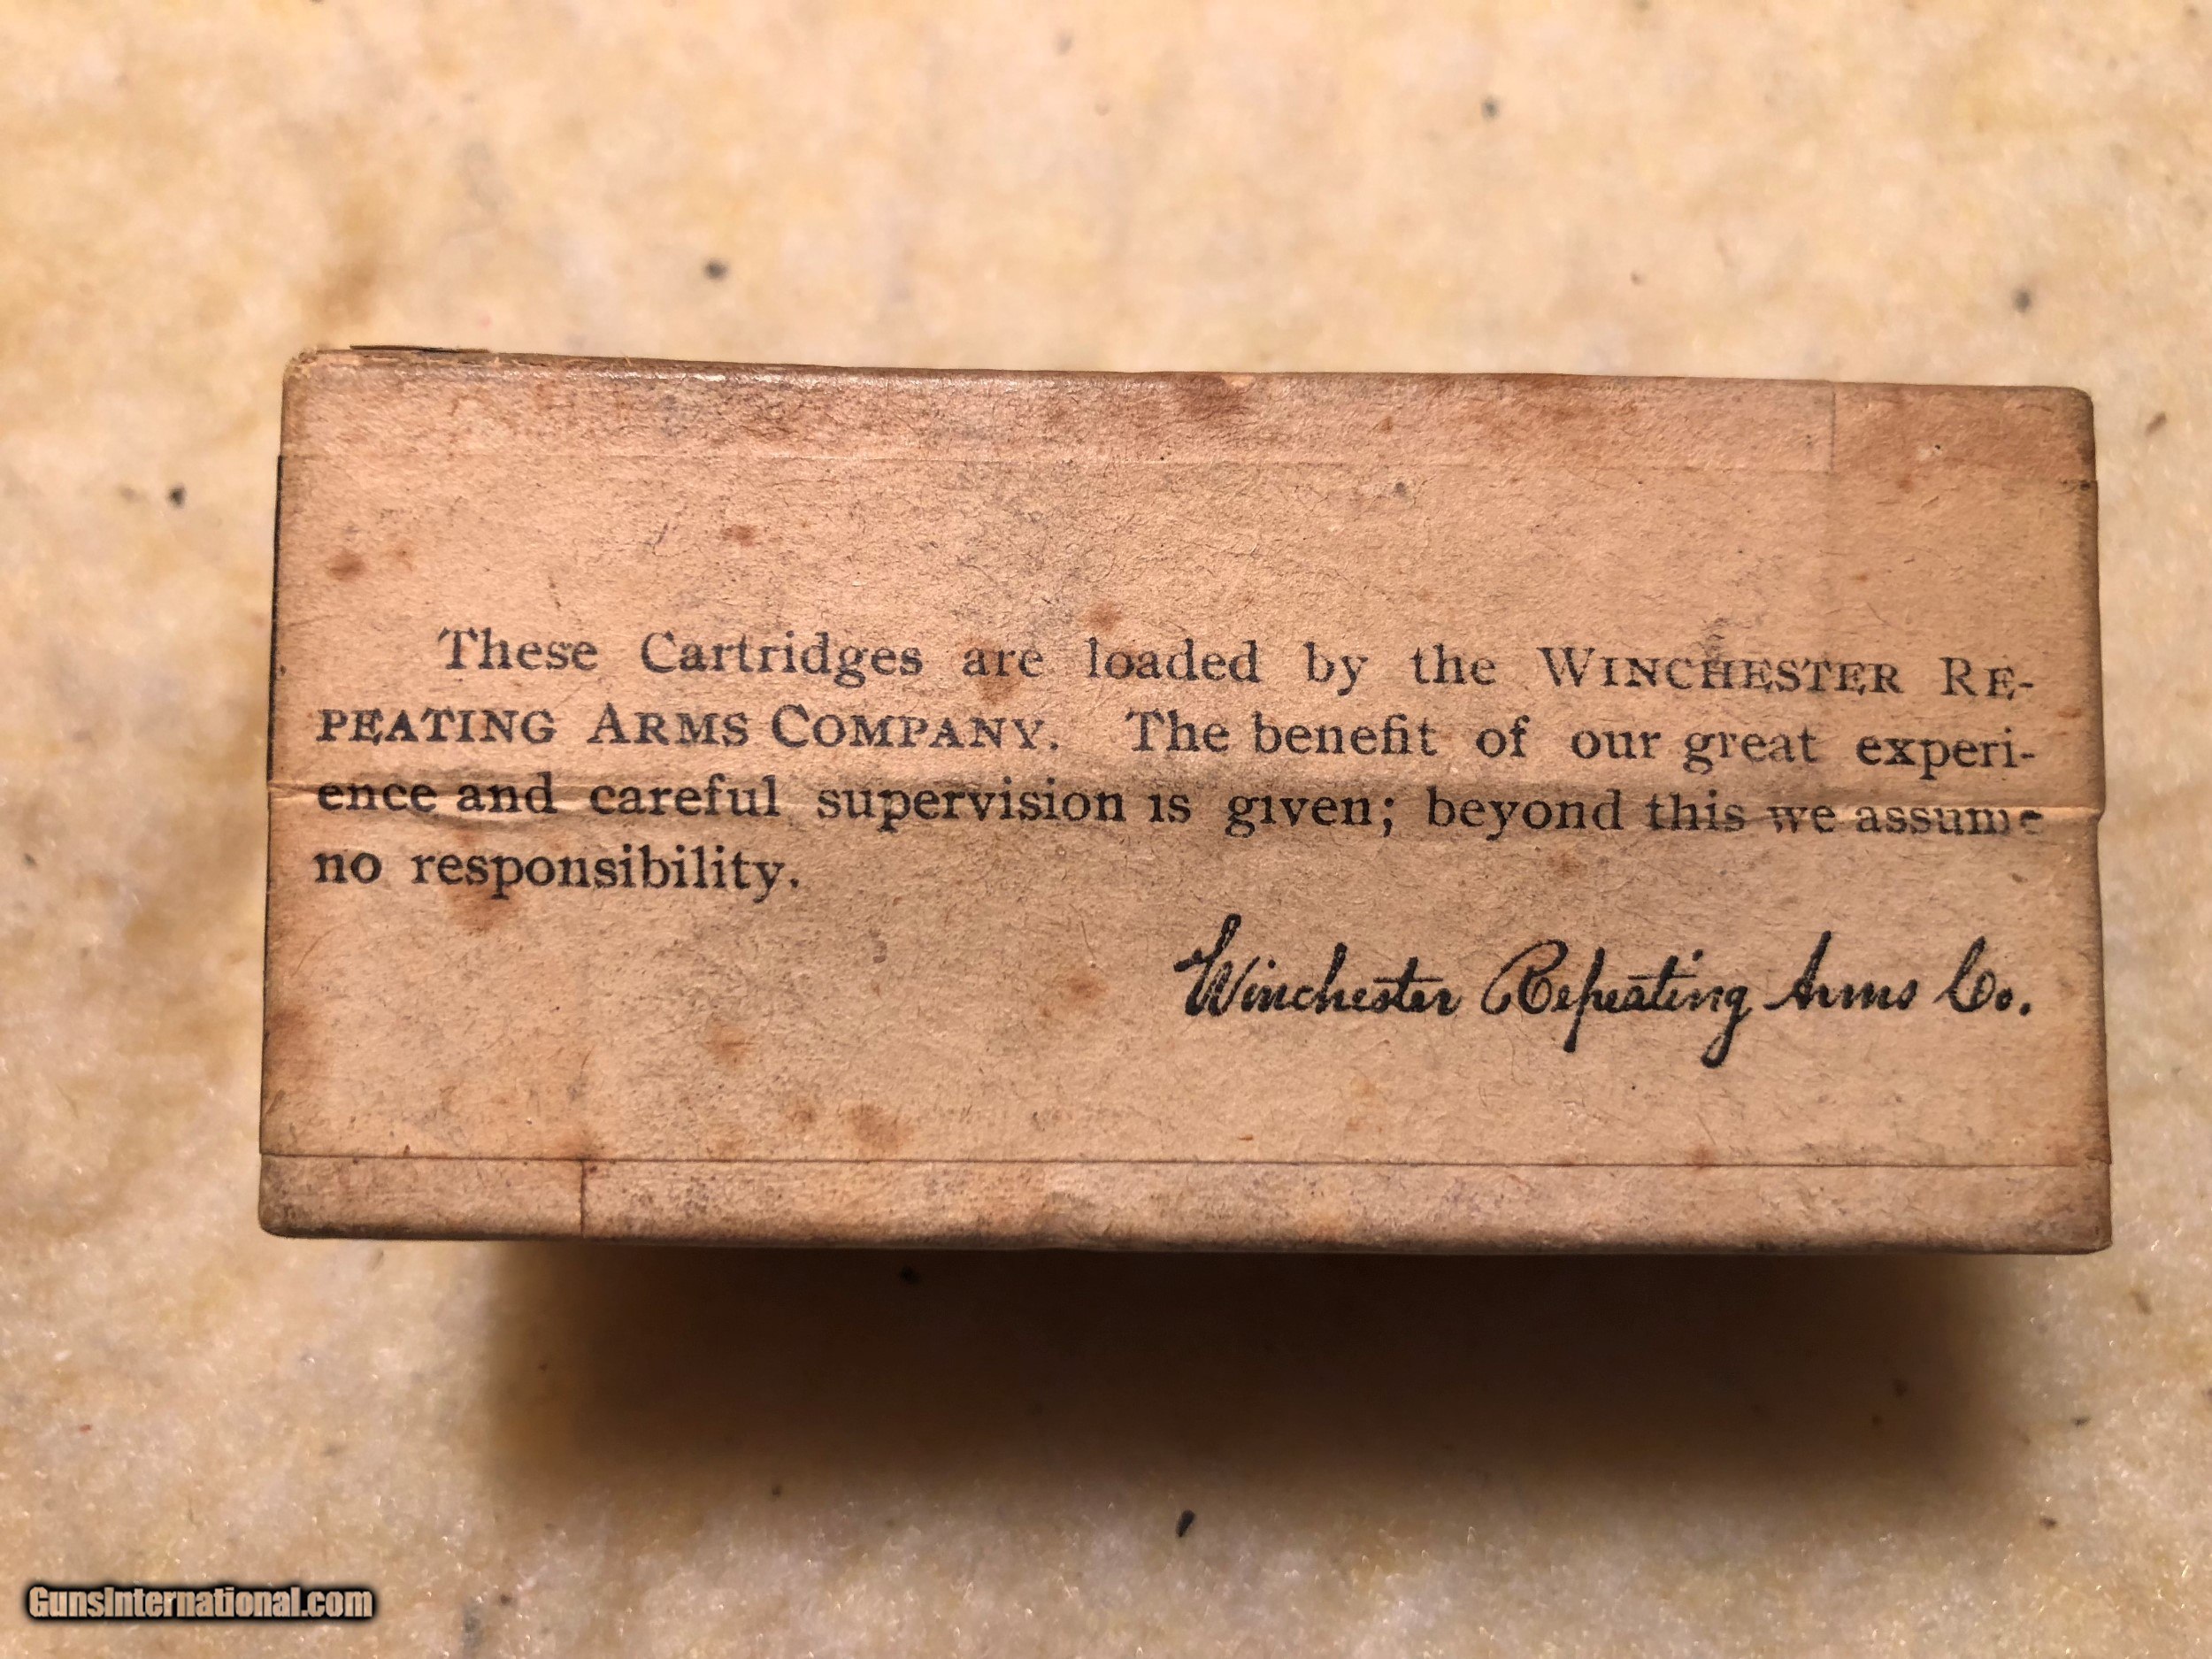 These Cartridges are loaded by the WINCHESTER RE-
PEATING ARMS COMPANY. The benefit of our great experi-
ence and careful supervision is given; beyond this we assume
no responsibility.
Winchester Repeating Arms Co.
GunsInternational.com